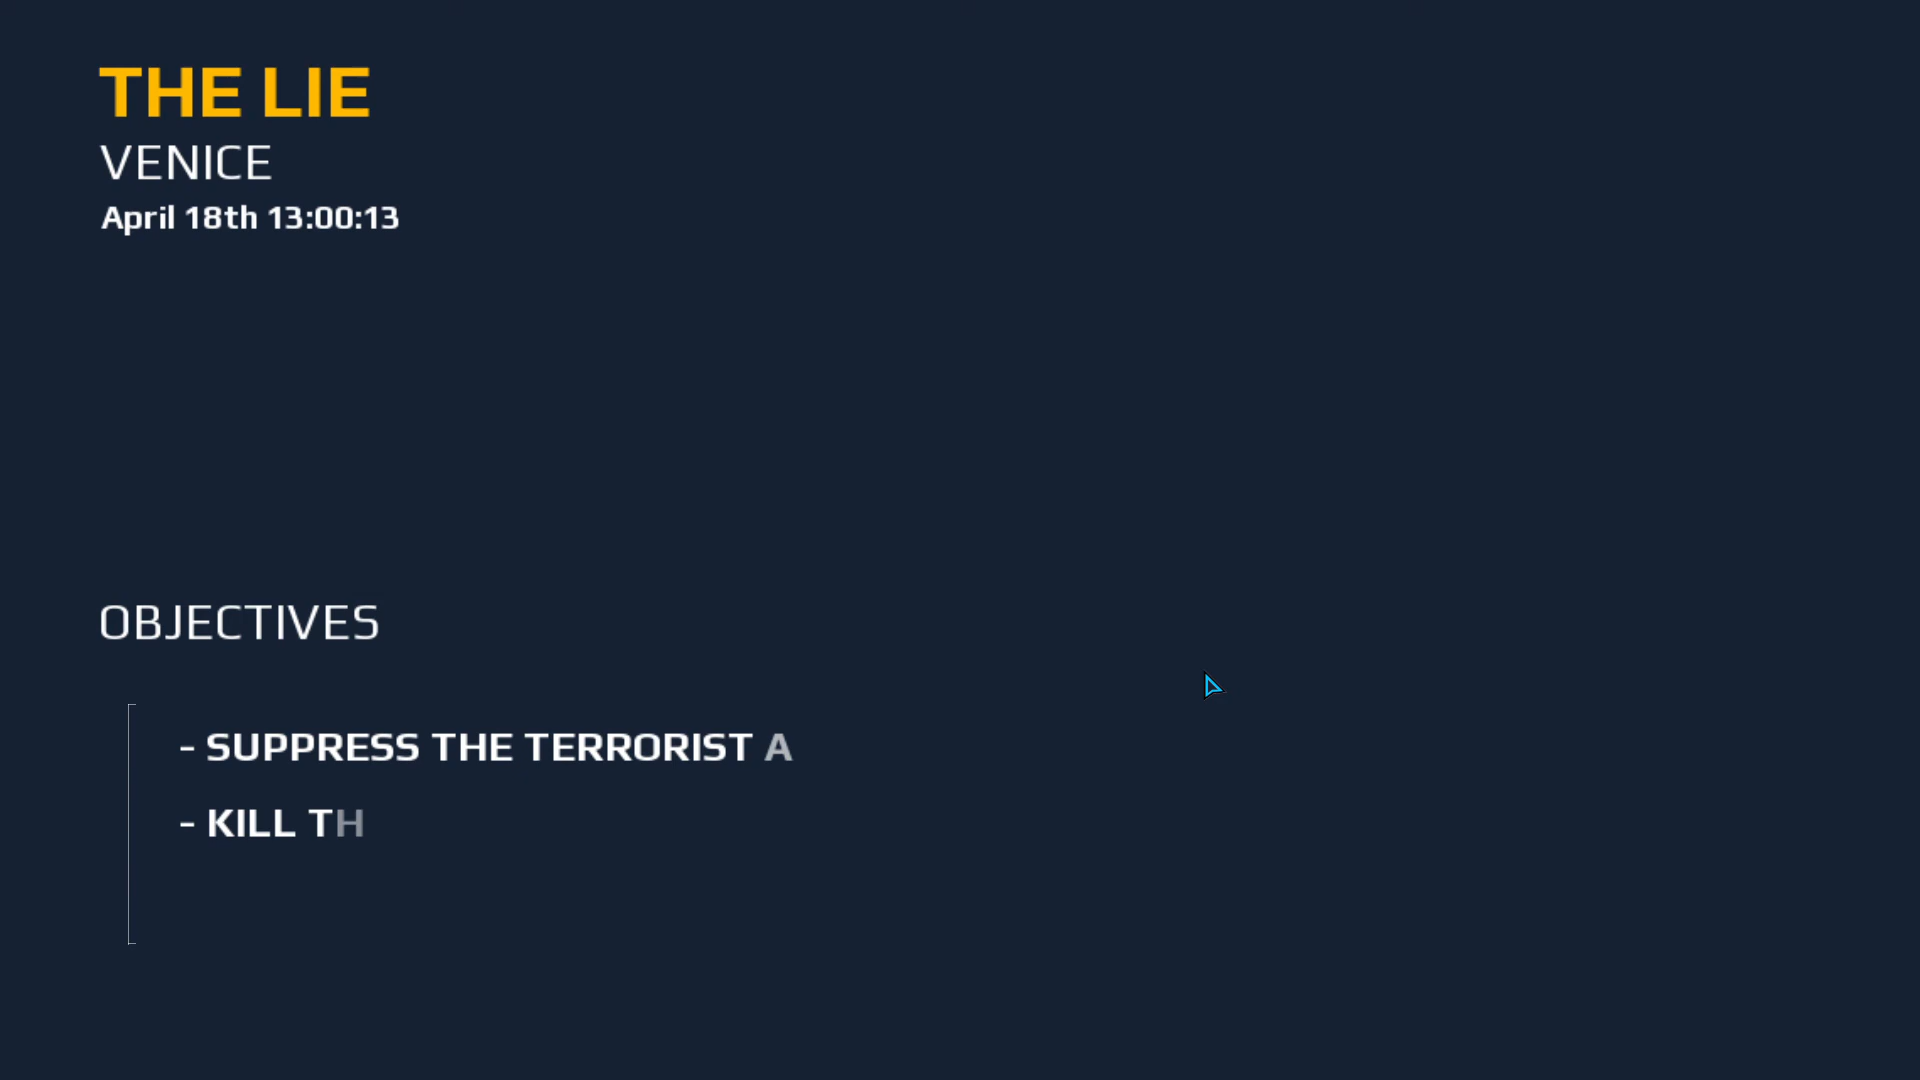 THE LIE
VENICE
April 18th 13:00:13
OBJECTIVES
- SUPPRESS THE TERRORIST A
- KILL TH